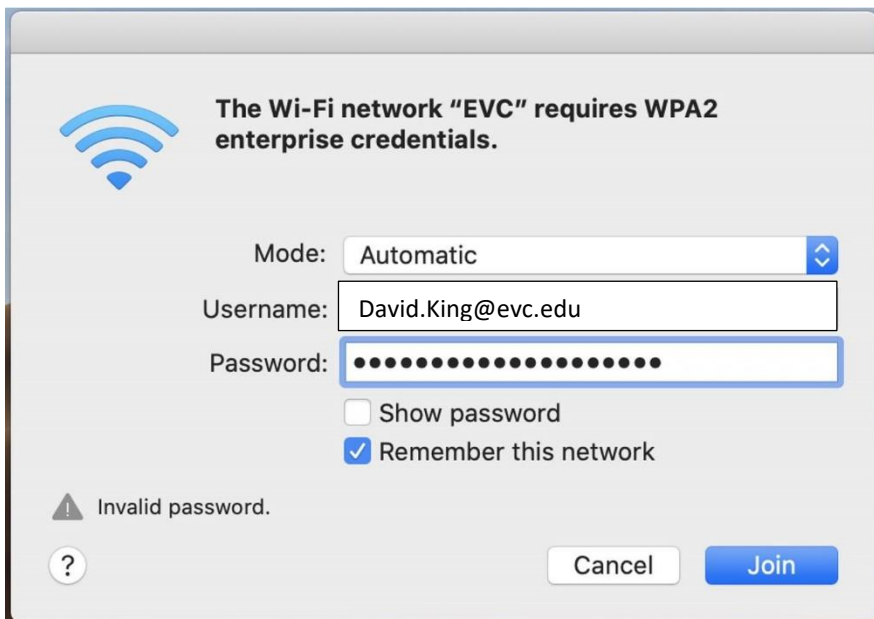 The Wi-Fi network “EVC” requires WPA2
enterprise credentials.
Mode: Automatic
Username: David.King@evc.edu
Password: ••••••••••••••••••••
Show password
Remember this network
Invalid password.
? Cancel Join